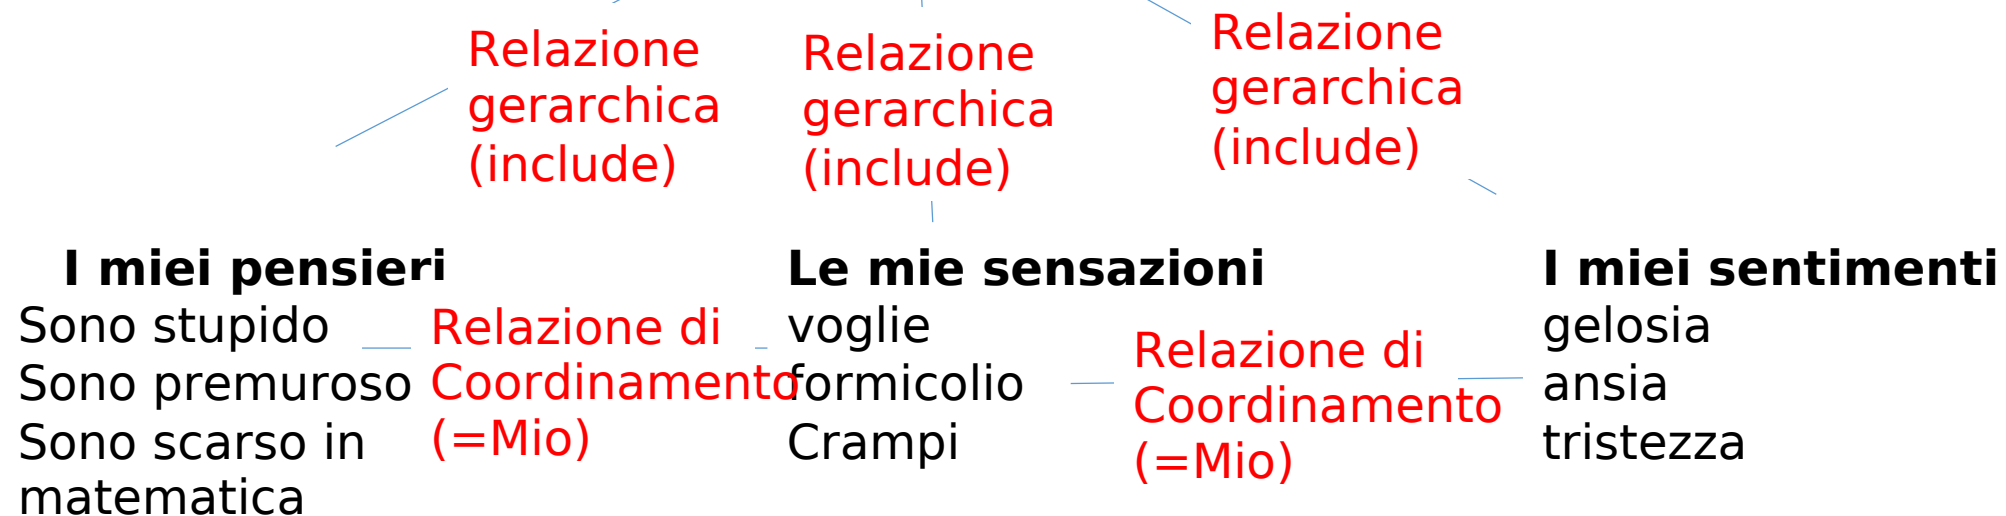 Relazione
gerarchica
(include)
Relazione
gerarchica
(include)
Relazione
gerarchica
(include)
I miei pensieri
Sono stupido
Sono premuroso
Sono scarso in
matematica
Relazione di
Coordinamento
(=Mio)
Le mie sensazioni
voglie
formicolio
Crampi
Relazione di
Coordinamento
(=Mio)
I miei sentimenti
gelosia
ansia
tristezza